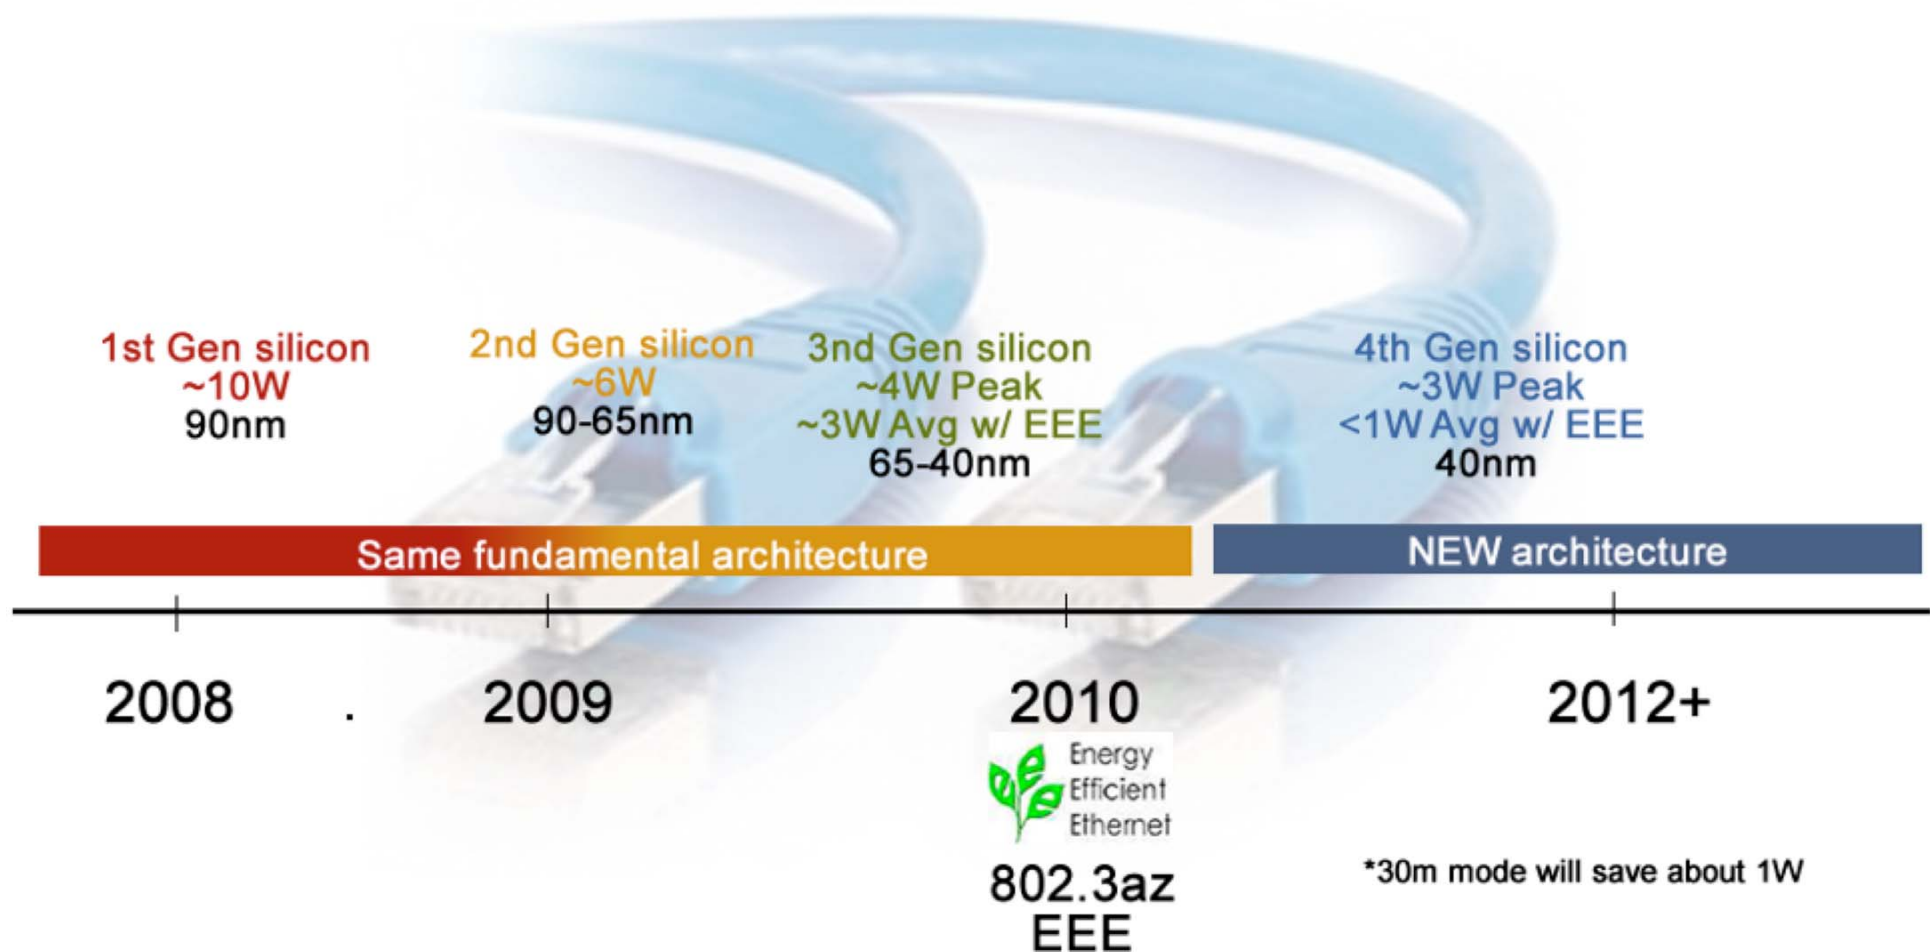 1st Gen silicon
~10W
90nm
2nd Gen silicon
~6W
90-65nm
3nd Gen silicon
~4W Peak
~3W Avg w/ EEE
65-40nm
4th Gen silicon
~3W Peak
<1W Avg w/ EEE
40nm
Same fundamental architecture
NEW architecture
2008 . 2009 2010 2012+
eee
Energy
Efficient
Ethernet
802.3az
EEE
*30m mode will save about 1W